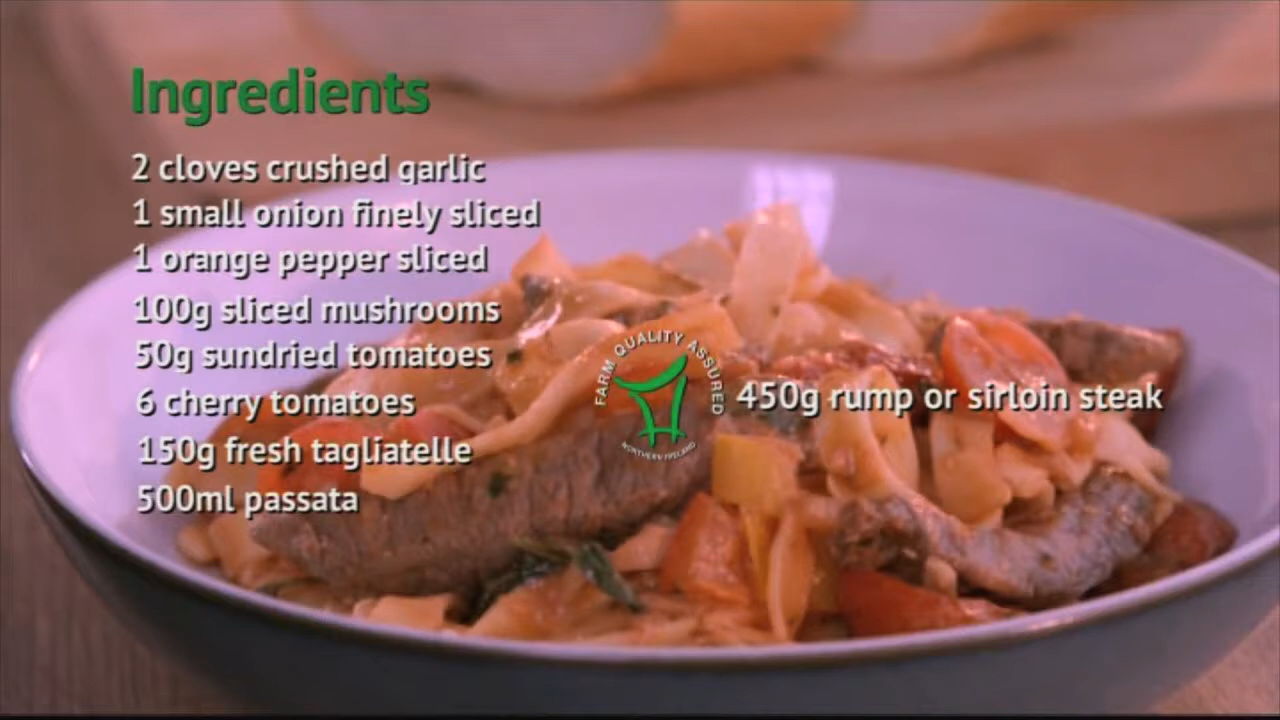 Ingredients
2 cloves crushed garlic
1 small onion finely sliced
1 orange pepper sliced
100g sliced mushrooms
50g sundried tomatoes
6 cherry tomatoes
150g fresh tagliatelle
500ml passata
FARM QUALITY ASSURED
NORTHERN IRELAND
450g rump or sirloin steak